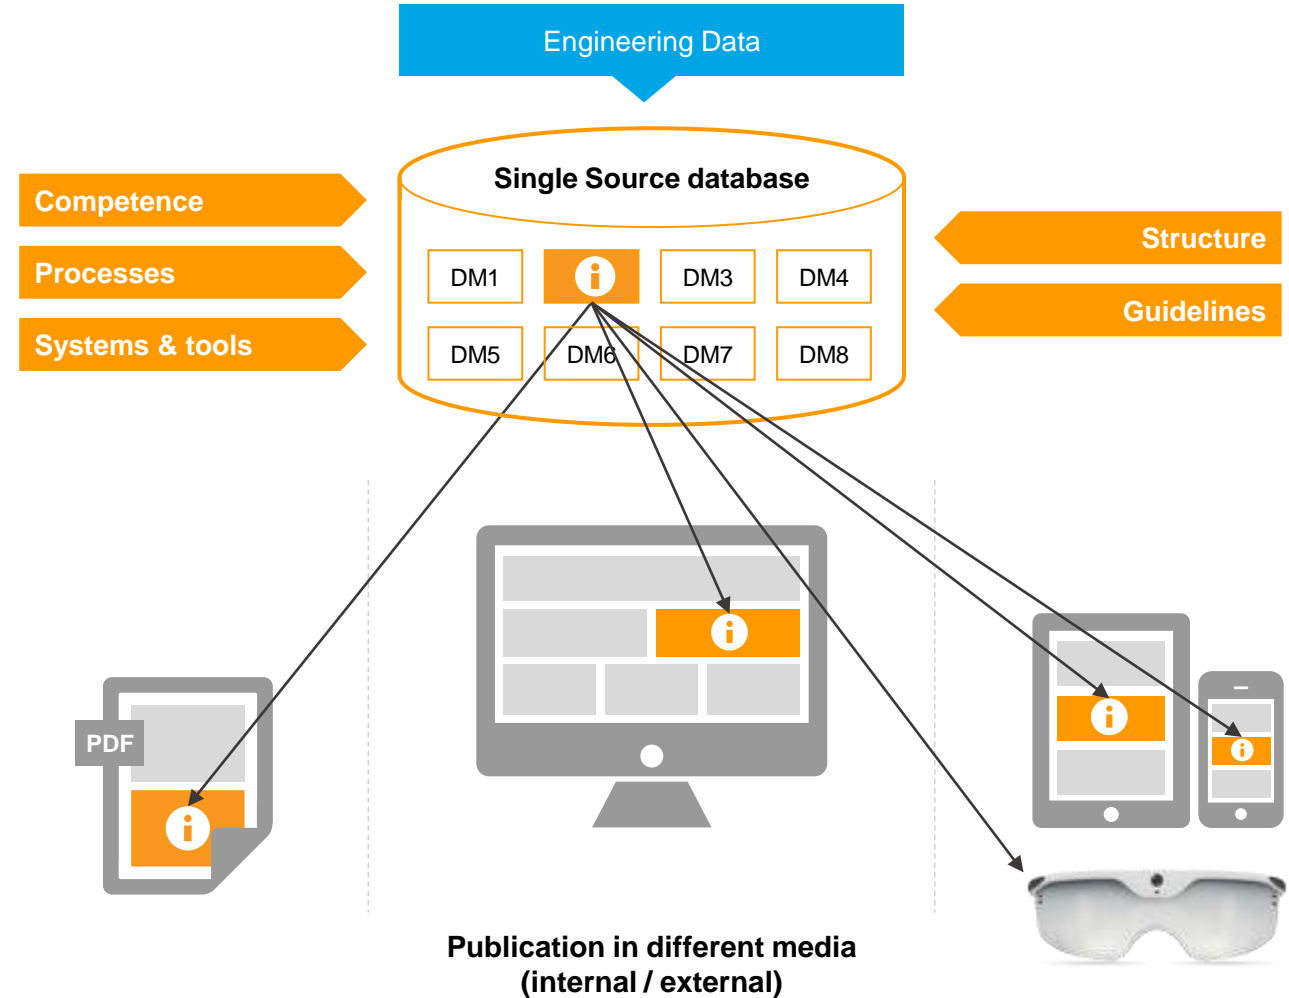 Engineering Data
Single Source database
Competence
Processes
Systems & tools
Structure
Guidelines
DM1
DM3
DM4
DM5
DM6
DM7
DM8
PDF
Publication in different media
(internal / external)